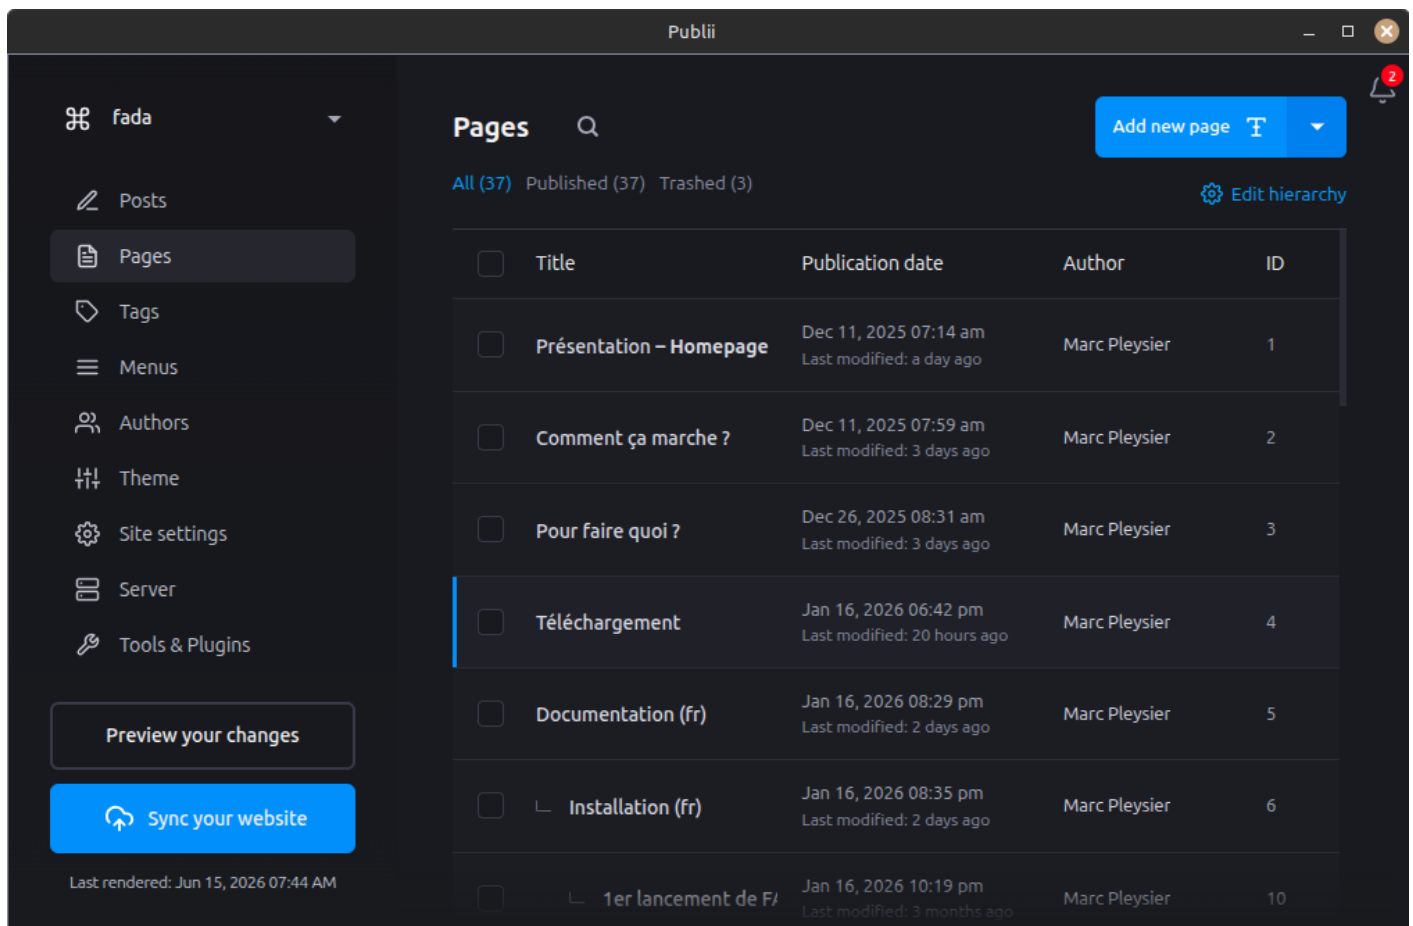 Publii
2
fada
Posts
Pages
Tags
Menus
Authors
Theme
Site settings
Server
Tools & Plugins
Preview your changes
Sync your website
Last rendered: Jun 15, 2026 07:44 AM
Pages
Add new page
All (37) Published (37) Trashed (3)
Edit hierarchy
Title Publication date Author ID
Présentation – Homepage Dec 11, 2025 07:14 am Marc Pleysier 1
Last modified: a day ago
Comment ça marche ? Dec 11, 2025 07:59 am Marc Pleysier 2
Last modified: 3 days ago
Pour faire quoi ? Dec 26, 2025 08:31 am Marc Pleysier 3
Last modified: 3 days ago
Téléchargement Jan 16, 2026 06:42 pm Marc Pleysier 4
Last modified: 20 hours ago
Documentation (fr) Jan 16, 2026 08:29 pm Marc Pleysier 5
Last modified: 2 days ago
Installation (fr) Jan 16, 2026 08:35 pm Marc Pleysier 6
Last modified: 2 days ago
1er lancement de Jan 16, 2026 10:19 pm Marc Pleysier 10
Last modified: 3 months ago